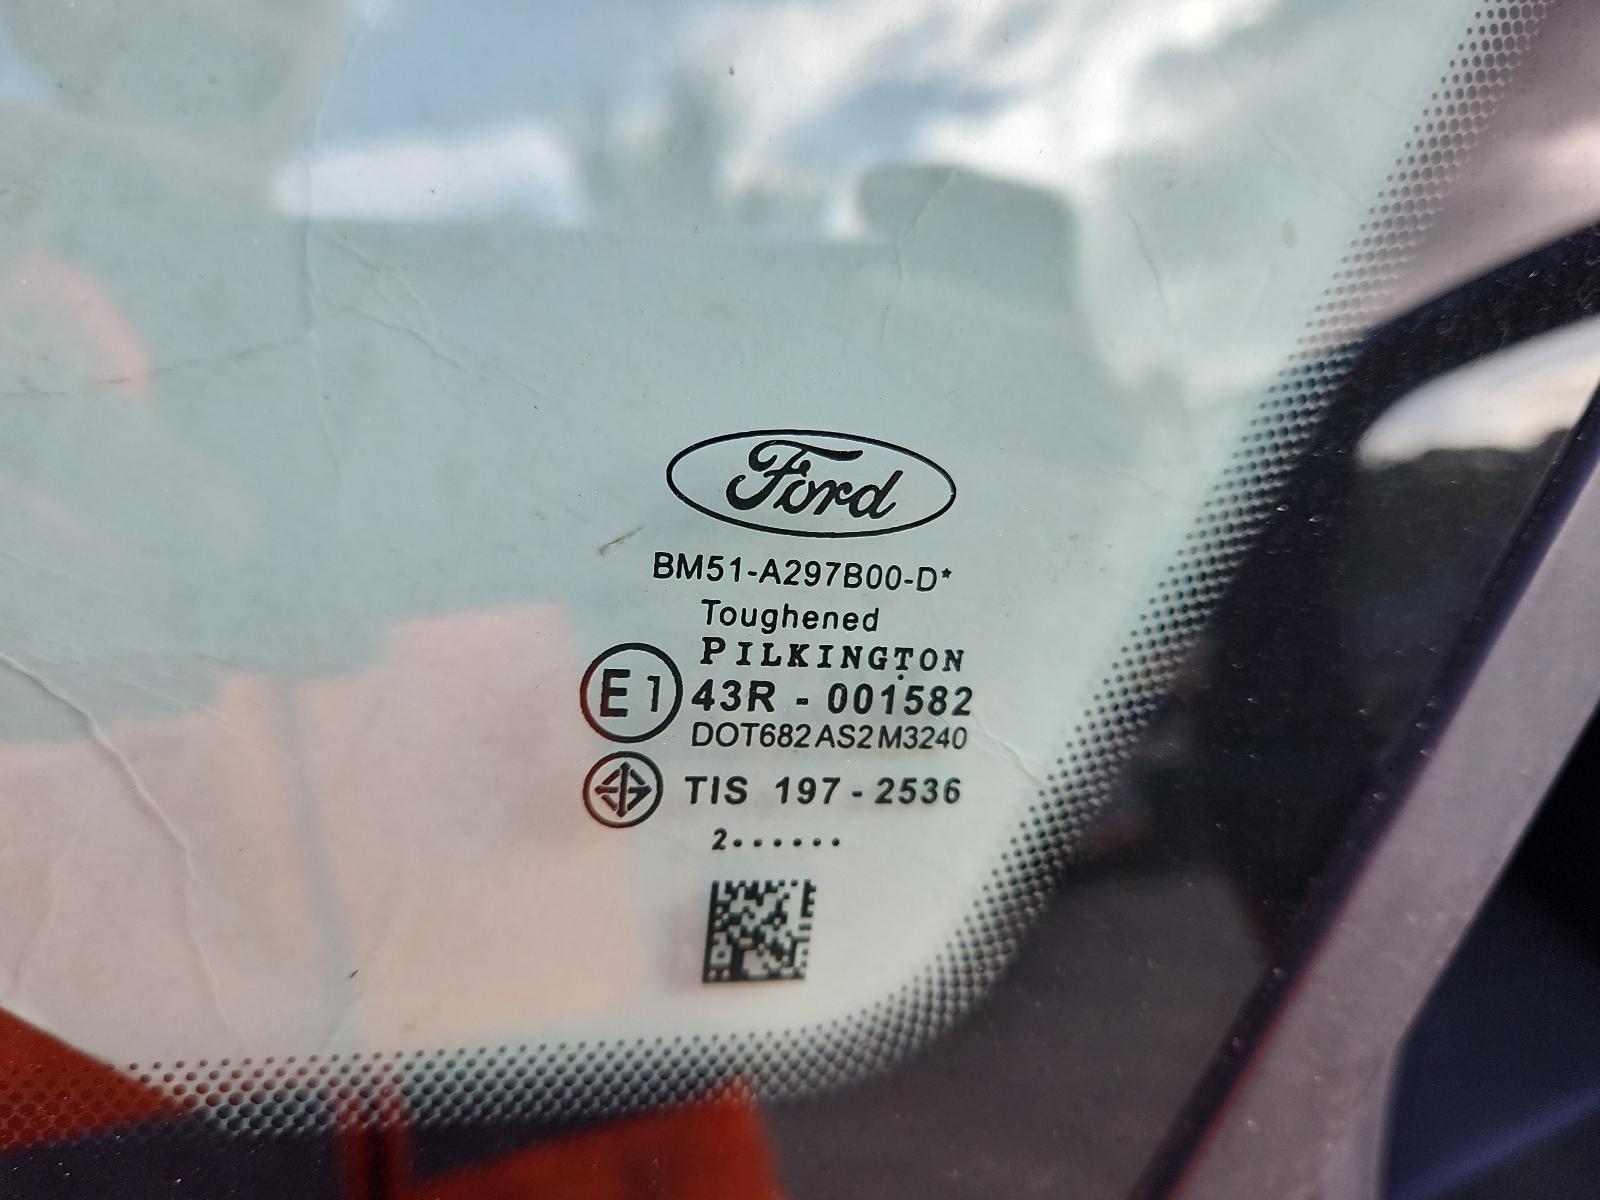 Ford
BM51-A297B00-D*
Toughened
PILKINGTON
E1 43R - 001582
DOT682 AS2 M3240
TIS 197 - 2536
2••••••